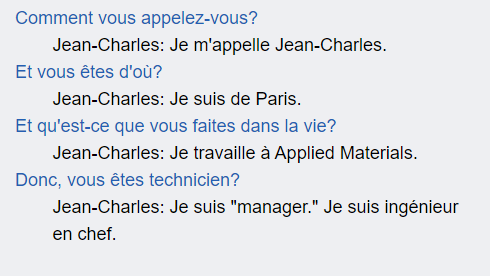 Comment vous appelez-vous?
Jean-Charles: Je m'appelle Jean-Charles.
Et vous êtes d'où?
Jean-Charles: Je suis de Paris.
Et qu'est-ce que vous faites dans la vie?
Jean-Charles: Je travaille à Applied Materials.
Donc, vous êtes technicien?
Jean-Charles: Je suis "manager." Je suis ingénieur
en chef.